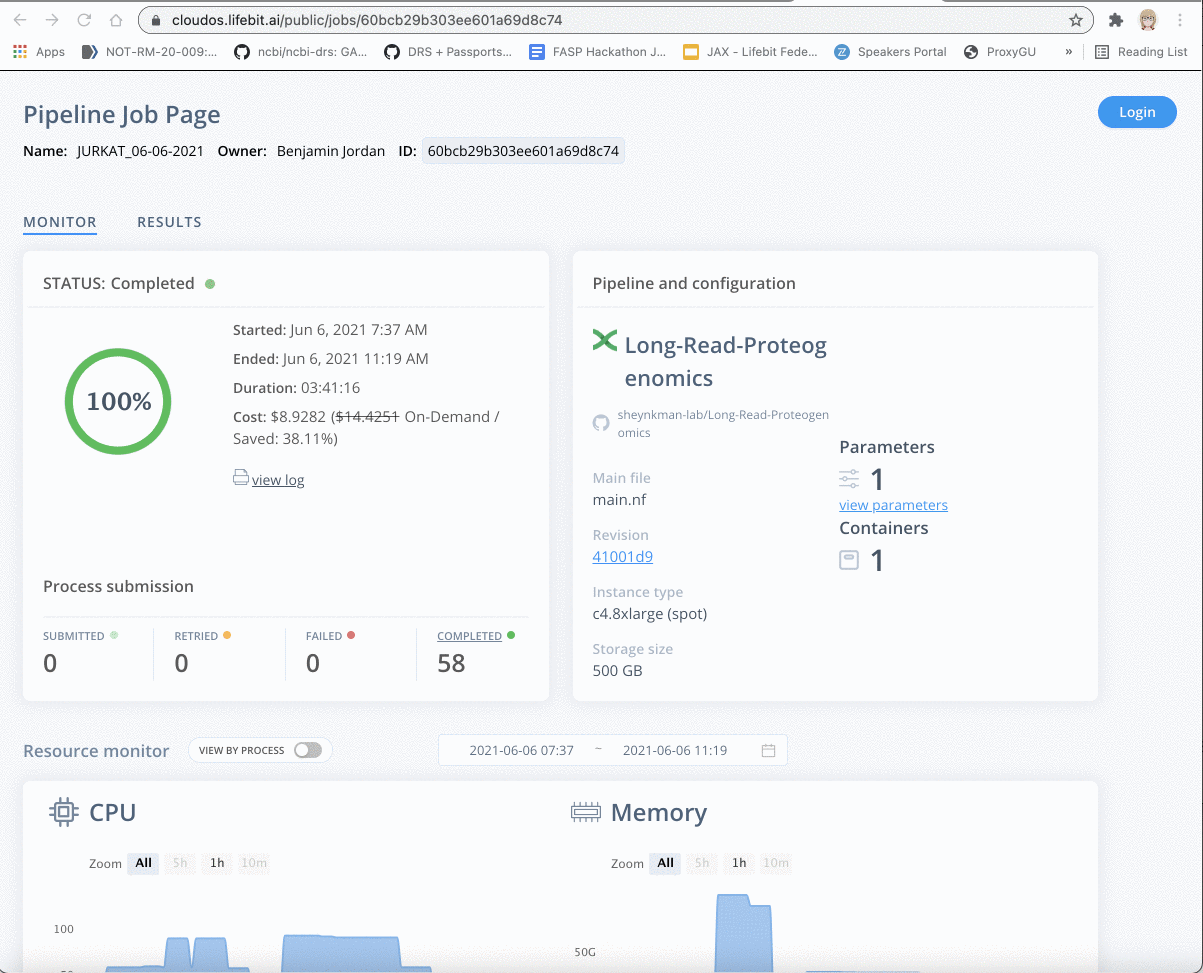 cloudos.lifebit.ai/public/jobs/60bcb29b303ee601a69d8c74
Apps NOT-RM-20-009:... ncbi/ncbi-drs: GA... DRS + Passports... FASP Hackathon J... JAX - Lifebit Fede... Speakers Portal ProxyGU » Reading List
Pipeline Job Page
Login
Name: JURKAT_06-06-2021 Owner: Benjamin Jordan ID: 60bcb29b303ee601a69d8c74
MONITOR RESULTS
STATUS: Completed
100%
Started: Jun 6, 2021 7:37 AM
Ended: Jun 6, 2021 11:19 AM
Duration: 03:41:16
Cost: $8.9282 ($14.4251 On-Demand /
Saved: 38.11%)
view log
Process submission
SUBMITTED RETRIED FAILED COMPLETED
0 0 0 58
Pipeline and configuration
Long-Read-Proteog
enomics
sheynkman-lab/Long-Read-Proteogen
omics
Main file
main.nf
Revision
41001d9
Instance type
c4.8xlarge (spot)
Storage size
500 GB
Parameters
1
view parameters
Containers
1
Resource monitor VIEW BY PROCESS 2021-06-06 07:37 ~ 2021-06-06 11:19
CPU
Zoom All 5h 1h 10m
100
Memory
Zoom All 5h 1h 10m
50G